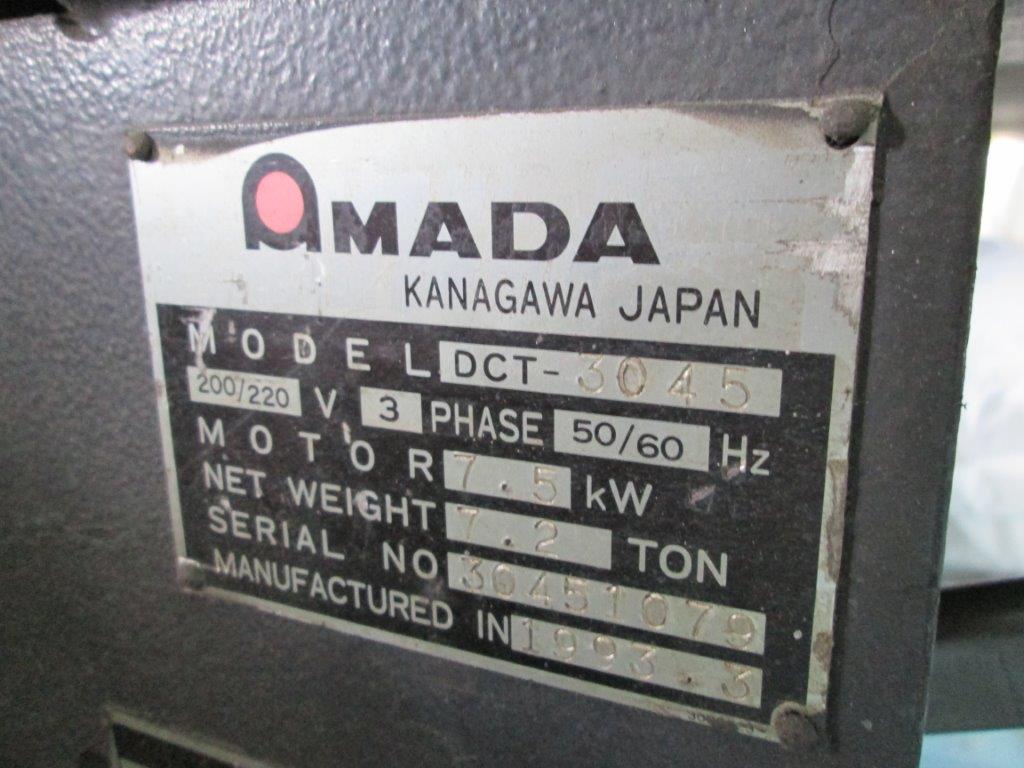 AMADA
KANAGAWA JAPAN
MODEL DCT-3045
200/220 V 3 PHASE 50/60 Hz
MOTOR 7.5 kW
NET WEIGHT 7.2 TON
SERIAL NO 30451079
MANUFACTURED IN 1993.3